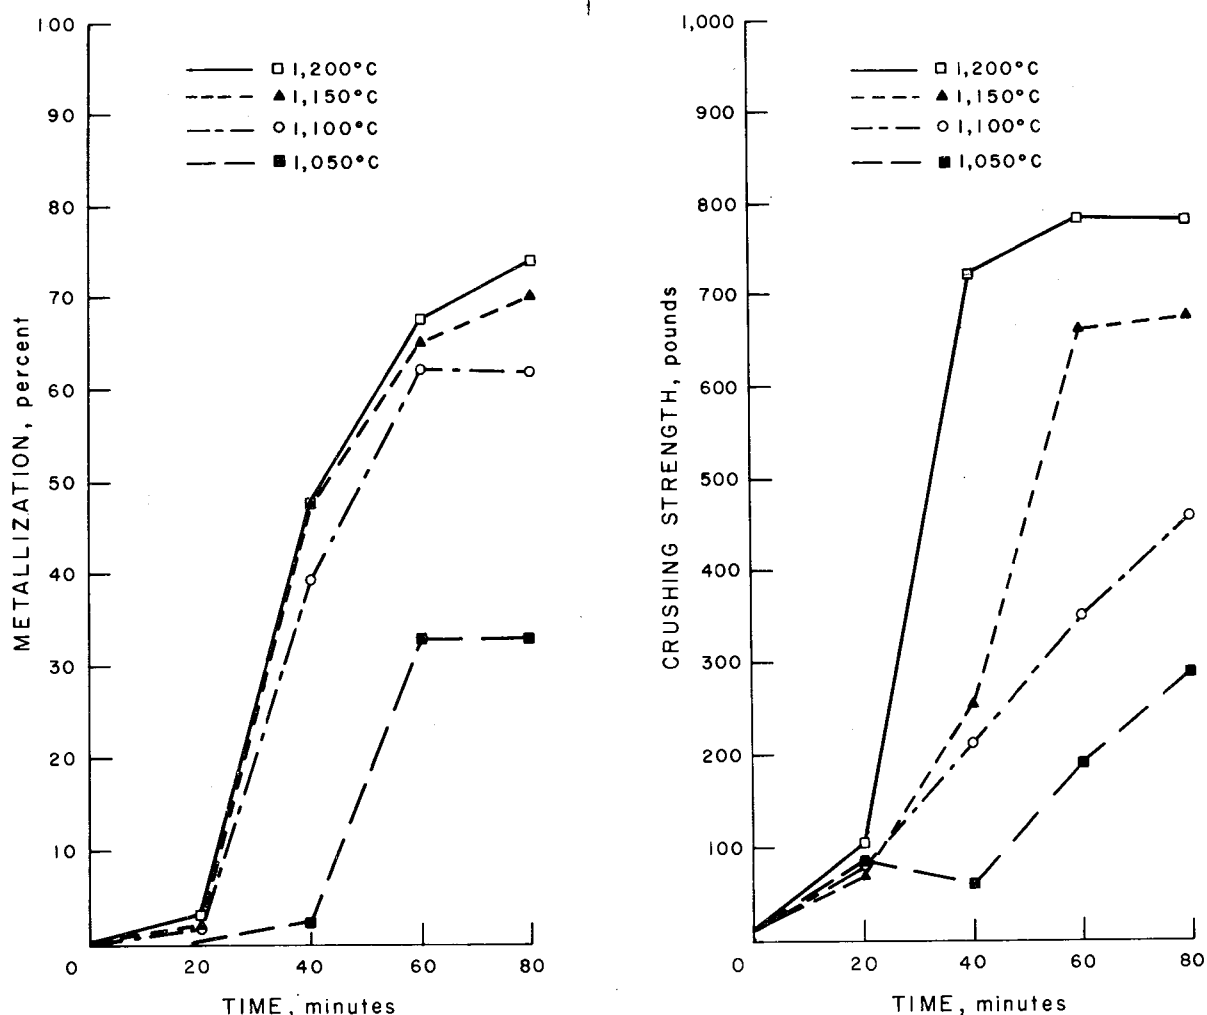 100
90
80
70
60
50
40
30
20
10
0
20
40
60
80
METALLIZATION, percent
TIME, minutes
1,200°C
1,150°C
1,100°C
1,050°C
1,000
900
800
700
600
500
400
300
200
100
0
20
40
60
80
CRUSHING STRENGTH, pounds
TIME, minutes
1,200°C
1,150°C
1,100°C
1,050°C